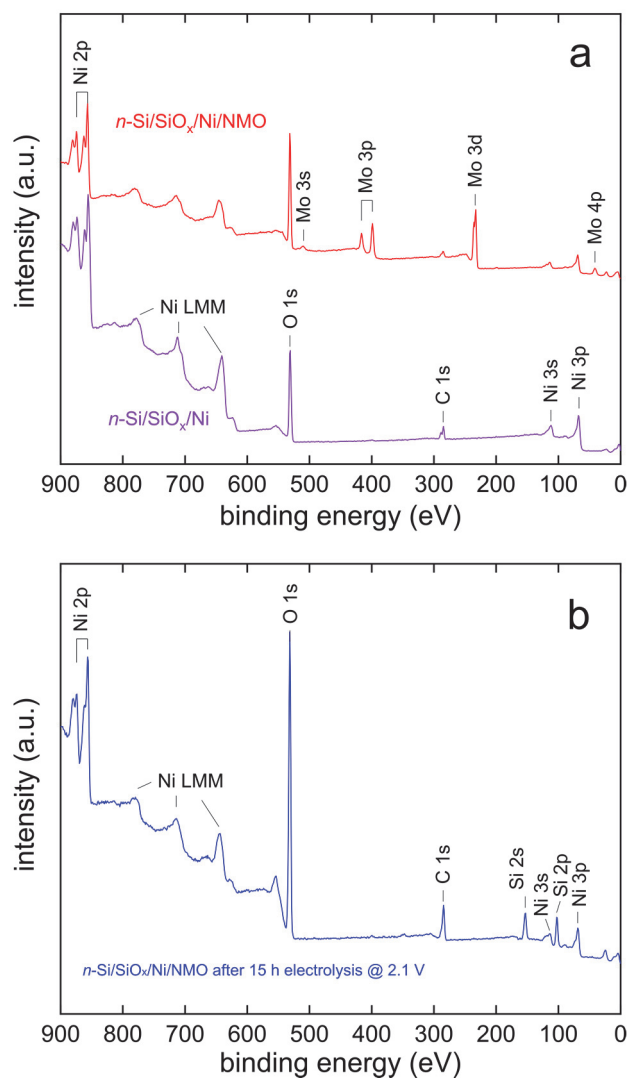 a
Ni 2p
n-Si/SiOx/Ni/NMO
Mo 3s
Mo 3p
Mo 3d
Mo 4p
Ni LMM
O 1s
C 1s
Ni 3s
Ni 3p
n-Si/SiOx/Ni
intensity (a.u.)
900 800 700 600 500 400 300 200 100 0
binding energy (eV)
b
Ni 2p
O 1s
Ni LMM
C 1s
Si 2s
Ni 3s
Si 2p
Ni 3p
n-Si/SiOx/Ni/NMO after 15 h electrolysis @ 2.1 V
intensity (a.u.)
900 800 700 600 500 400 300 200 100 0
binding energy (eV)